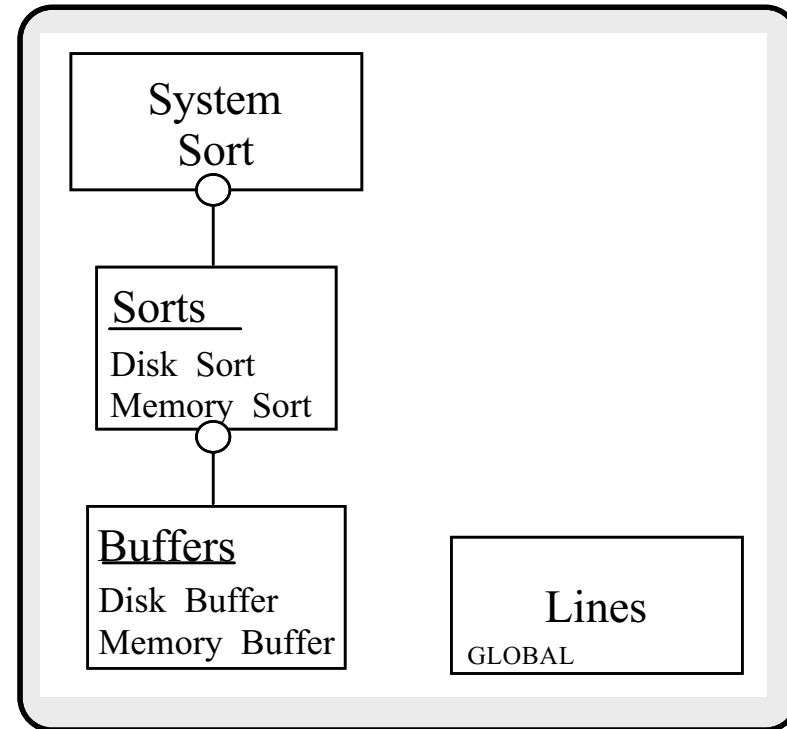 System
Sort
Sorts
Disk Sort
Memory Sort
Buffers
Disk Buffer
Memory Buffer
Lines
GLOBAL